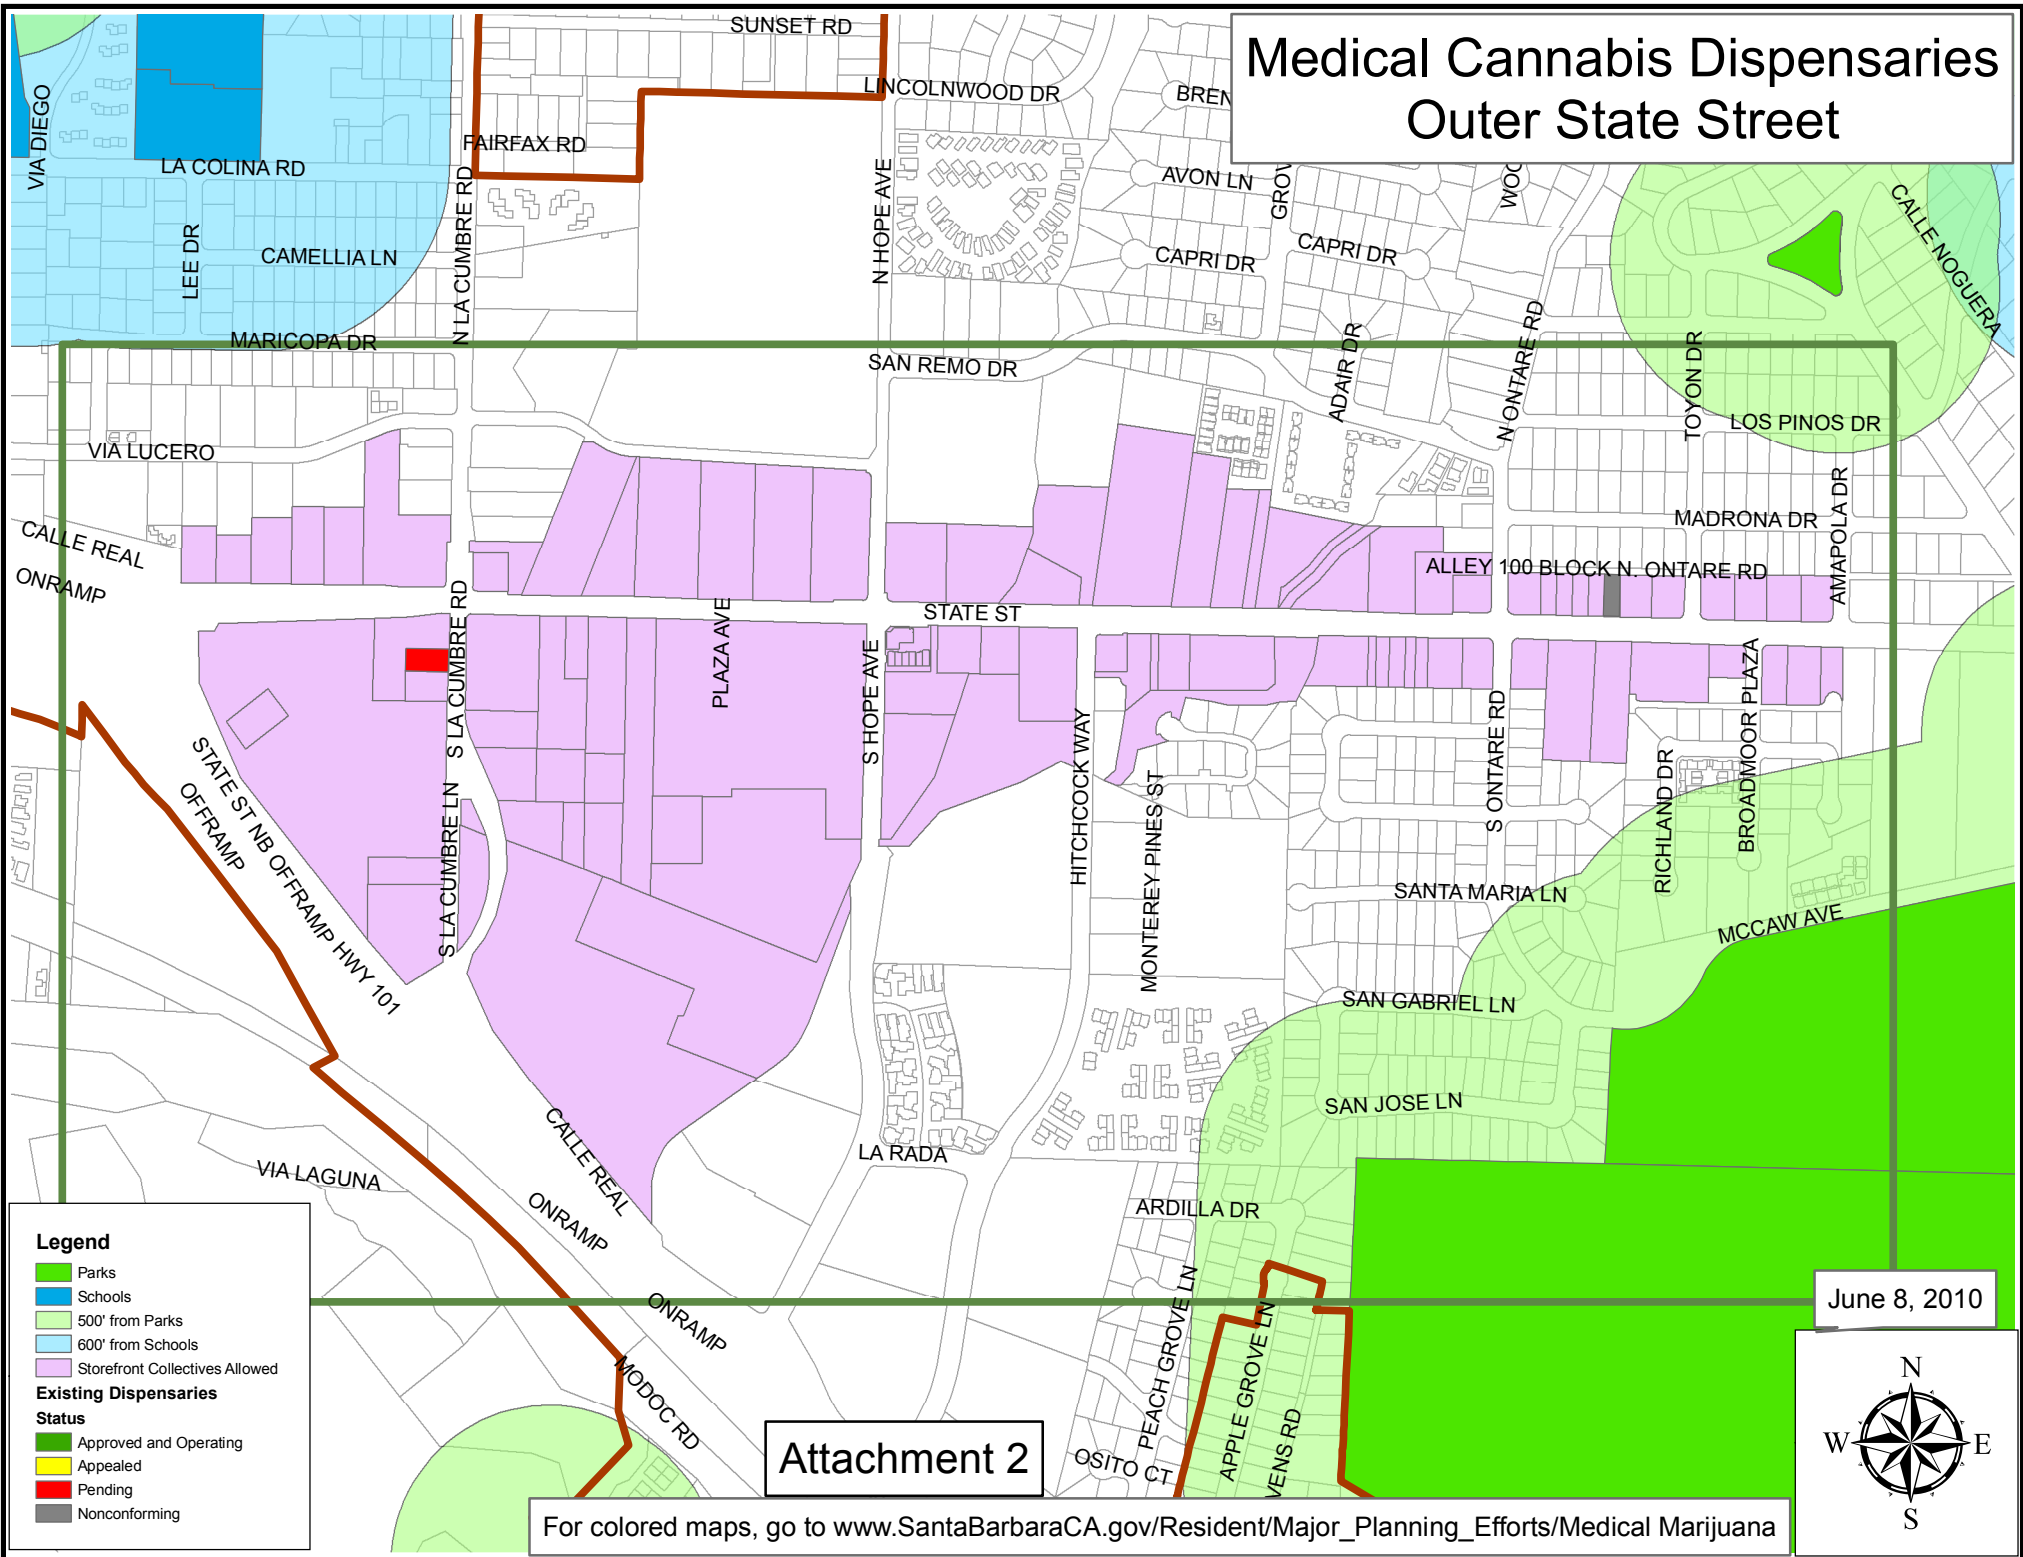 Medical Cannabis Dispensaries
Outer State Street
SUNSET RD
LINCOLNWOOD DR
VIA DIEGO
FAIRFAX RD
LA COLINA RD
AVON LN
N HOPE AVE
N LA CUMBRE RD
LEE DR
CAMELLIA LN
CAPRI DR
CAPRI DR
CALLE NOGUERA
MARICOPA DR
SAN REMO DR
ADAIR DR
N ONTARE RD
TOYON DR
LOS PINOS DR
VIA LUCERO
CALLE REAL
ONRAMP
MADRONA DR
AMAPOLA DR
ALLEY 100 BLOCK N. ONTARE RD
STATE ST
S LA CUMBRE RD
PLAZA AVE
S HOPE AVE
HITCHCOCK WAY
MONTEREY PINES ST
S ONTARE RD
RICHLAND DR
BROADMOOR PLAZA
STATE ST NB OFFRAMP HWY 101
OFFRAMP
S LA CUMBRE LN
SANTA MARIA LN
MCCAW AVE
SAN GABRIEL LN
SAN JOSE LN
CALLE REAL
LA RADA
VIA LAGUNA
ONRAMP
ARDILLA DR
ONRAMP
MODOC RD
PEACH GROVE LN
APPLE GROVE LN
VENS RD
OSITO CT
Legend
Parks
Schools
500' from Parks
600' from Schools
Storefront Collectives Allowed
Existing Dispensaries
Status
Approved and Operating
Appealed
Pending
Nonconforming
June 8, 2010
N
W
E
S
Attachment 2
For colored maps, go to www.SantaBarbaraCA.gov/Resident/Major_Planning_Efforts/Medical Marijuana